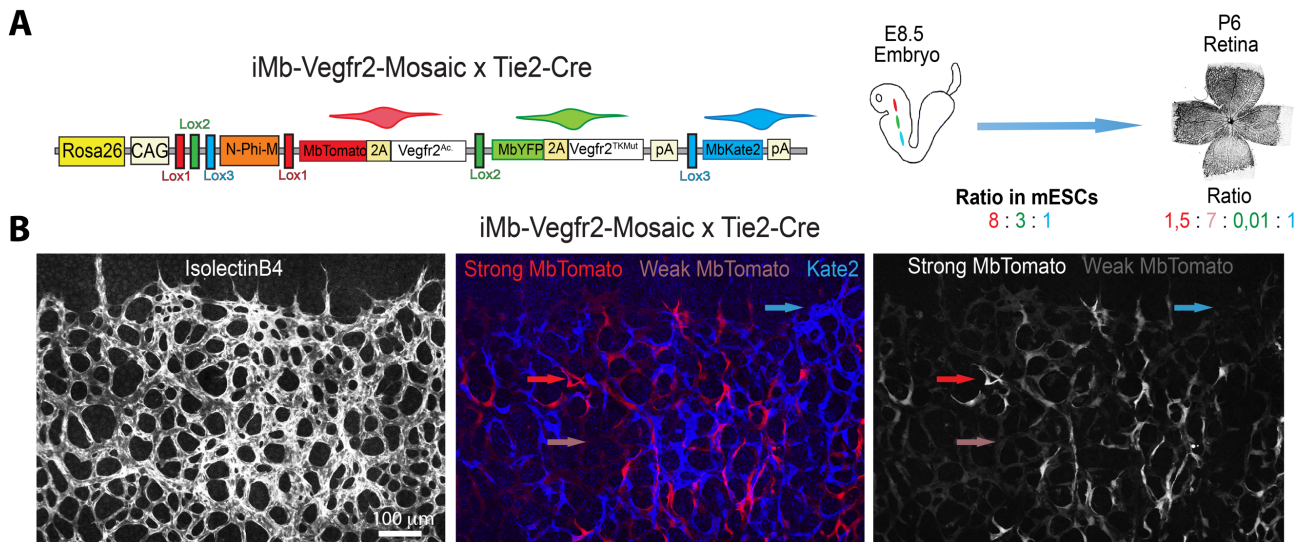 A
iMb-Vegfr2-Mosaic x Tie2-Cre
E8.5
Embryo
P6
Retina
Lox2
Rosa26 CAG N-Phi-M MbTomato 2A Vegfr2Ac. MbYFP 2A Vegfr2TKMut pA MbKate2 pA
Lox1 Lox3 Lox1 Lox2 Lox3
Ratio in mESCs
8 : 3 : 1
Ratio
1,5 : 7 : 0,01 : 1
B
iMb-Vegfr2-Mosaic x Tie2-Cre
IsolectinB4
Strong MbTomato Weak MbTomato Kate2
Strong MbTomato Weak MbTomato
100 μm